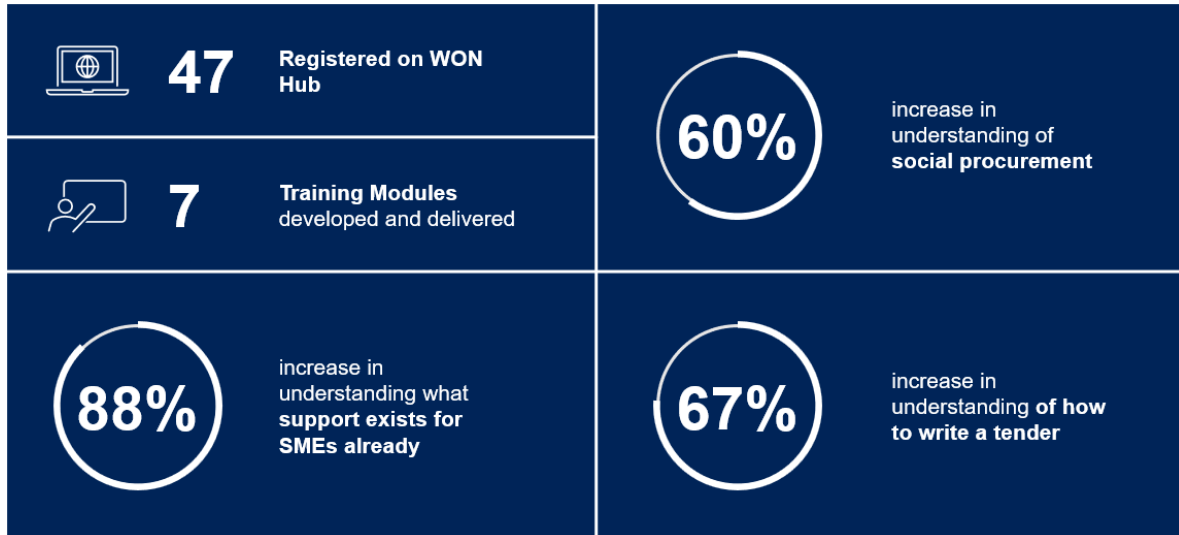 47
Registered on WON
Hub
7
Training Modules
developed and delivered
60%
increase in
understanding of
social procurement
88%
increase in
understanding what
support exists for
SMEs already
67%
increase in
understanding of how
to write a tender